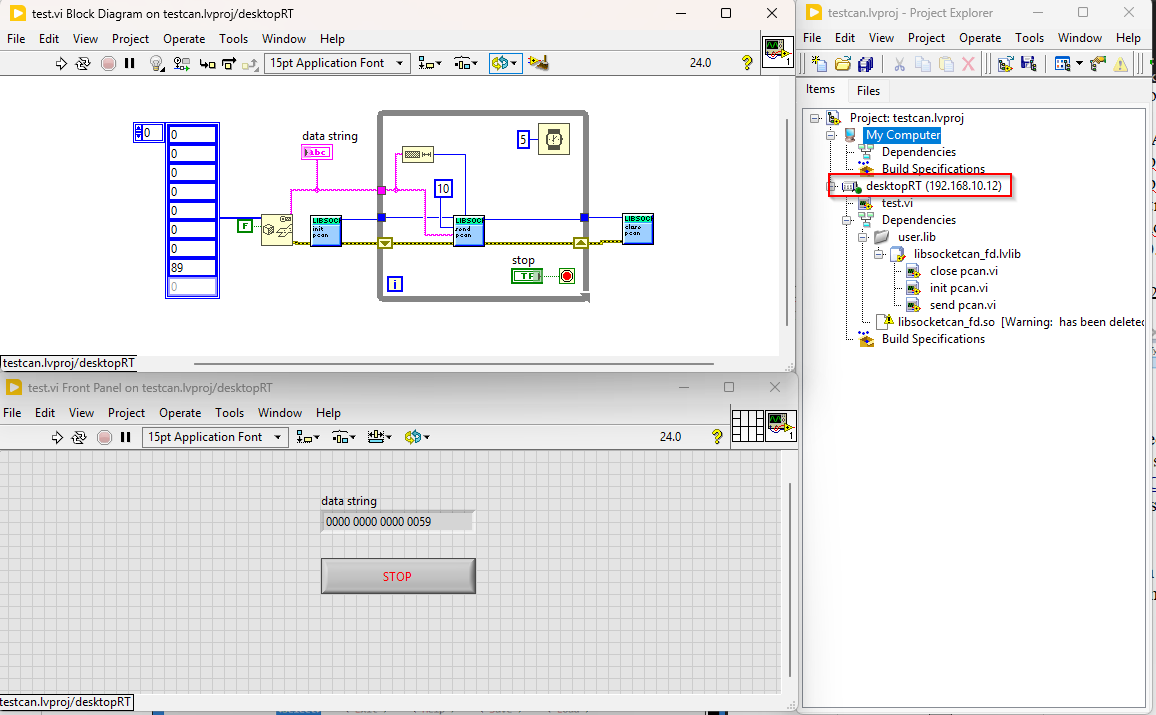 test.vi Block Diagram on testcan.lvproj/desktopRT
File Edit View Project Operate Tools Window Help
15pt Application Font
24.0
1
0
0
0
0
0
0
0
0
89
0
F
data string
abc
LIBSOC
init
pcan
10
LIBSOC
send
pcan
5
stop
TF
i
LIBSOC
close
pcan
testcan.lvproj/desktopRT
test.vi Front Panel on testcan.lvproj/desktopRT
File Edit View Project Operate Tools Window Help
15pt Application Font
24.0
1
data string
0000 0000 0000 0059
STOP
testcan.lvproj/desktopRT
testcan.lvproj - Project Explorer
File Edit View Project Operate Tools Window Help
Items Files
Project: testcan.lvproj
My Computer
Dependencies
Build Specifications
desktopRT (192.168.10.12)
test.vi
Dependencies
user.lib
libsocketcan_fd.lvlib
close pcan.vi
init pcan.vi
send pcan.vi
libsocketcan_fd.so [Warning: has been deleted
Build Specifications